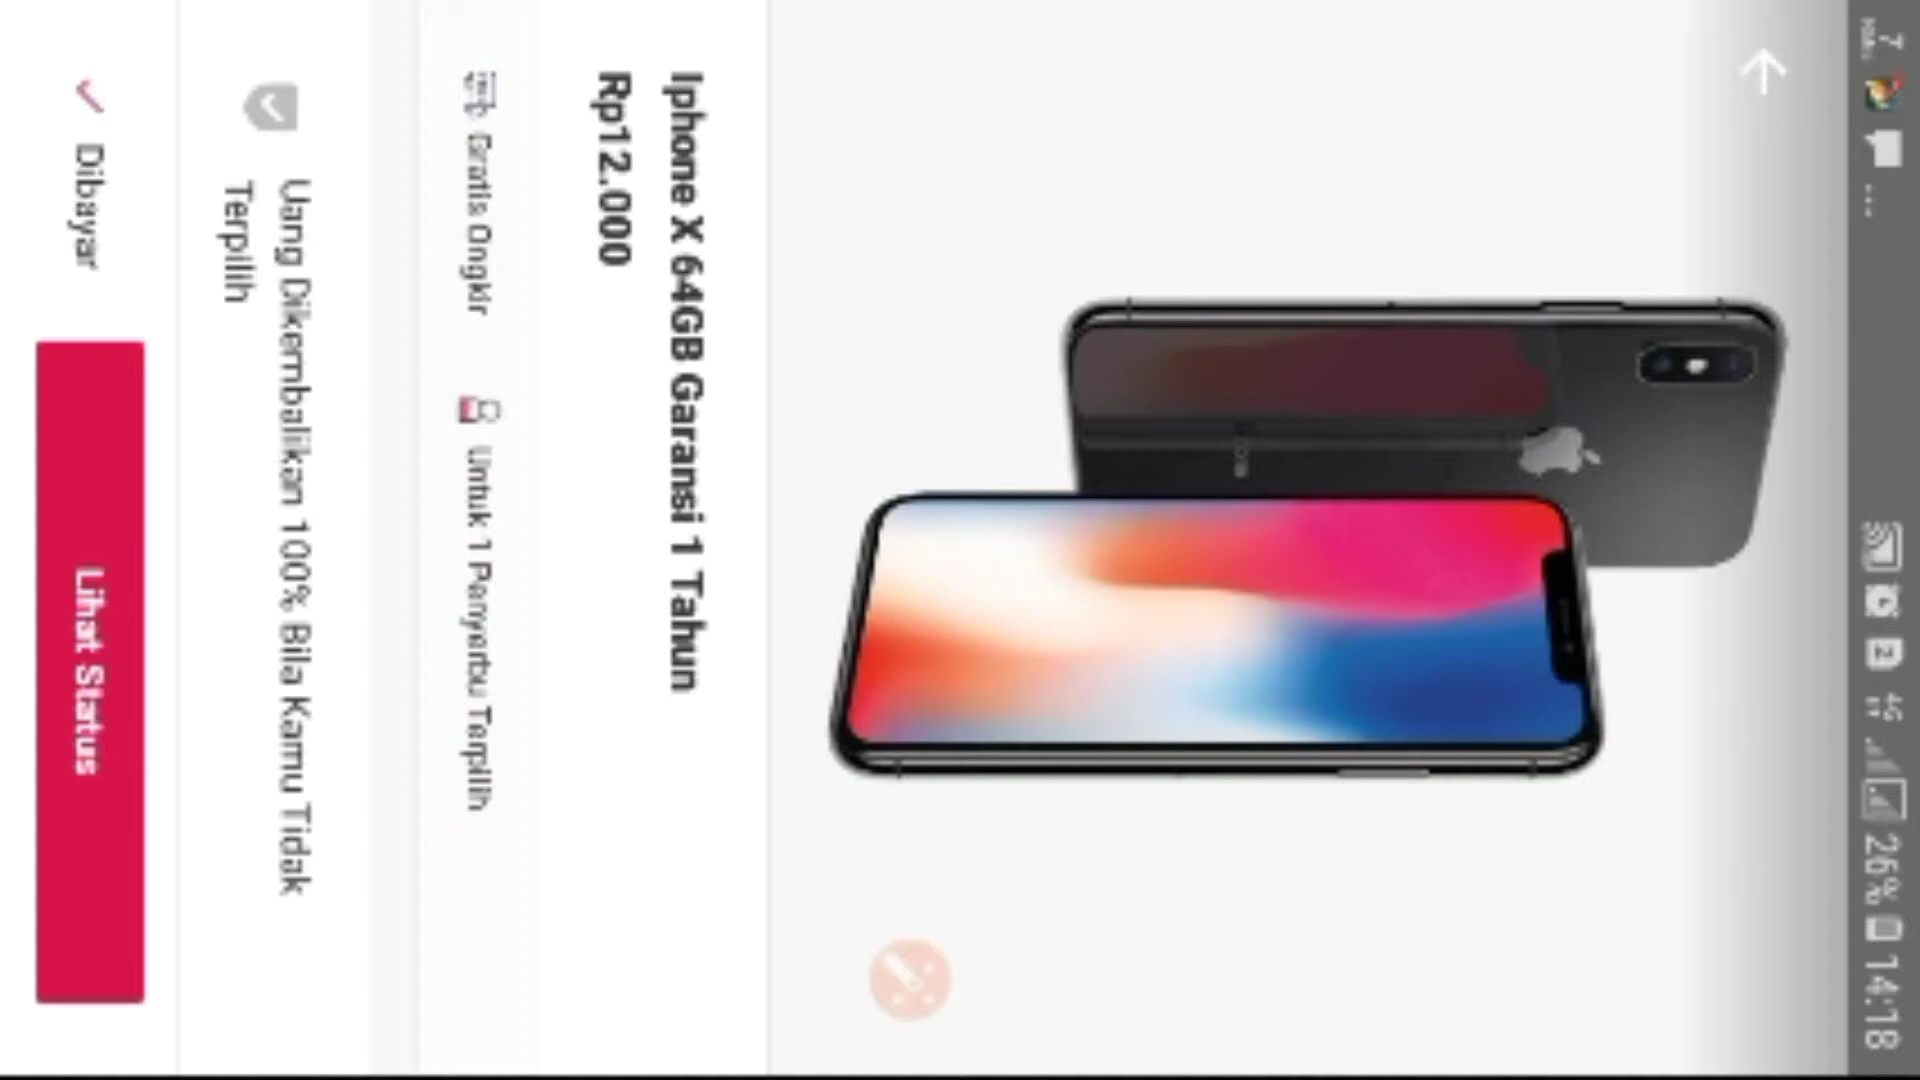 26% 14:18
Iphone X 64GB Garansi 1 Tahun
Rp12.000
Gratis Ongkir
Untuk 1 Penyerbu Terpilih
Uang Dikembalikan 100% Bila Kamu Tidak
Terpilih
Dibayar
Lihat Status